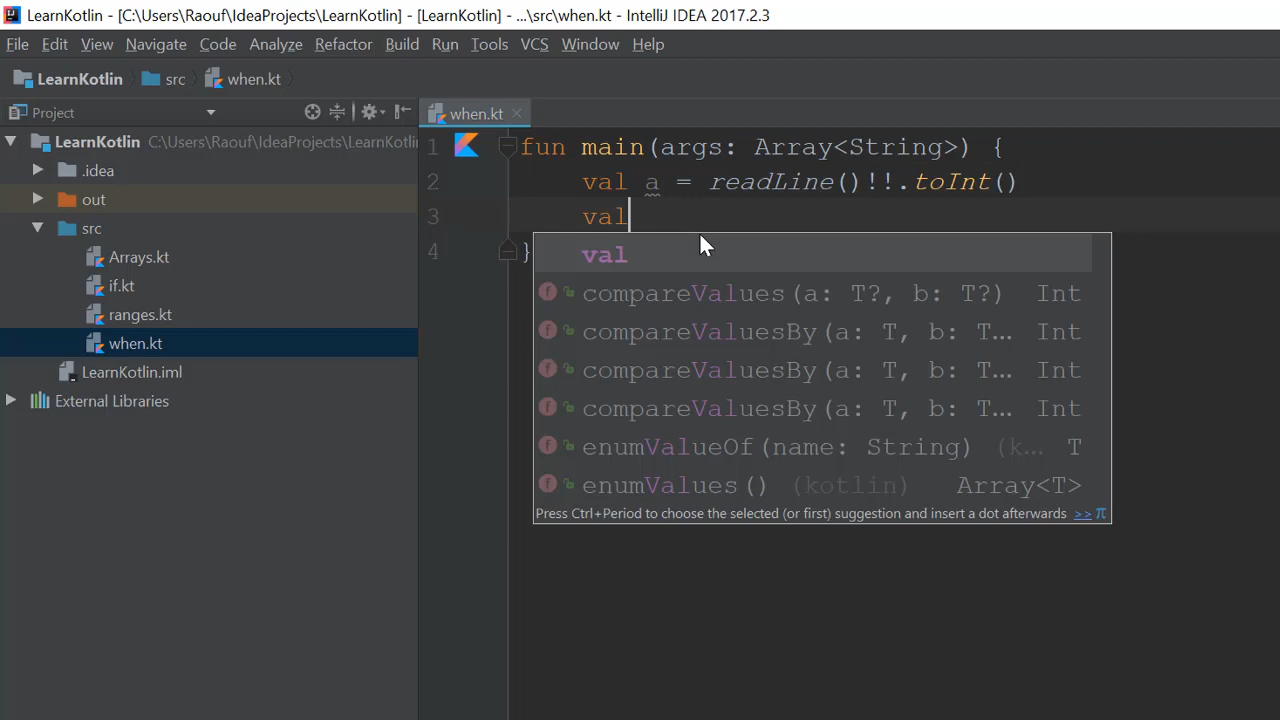 LearnKotlin - [C:\Users\Raouf\IdeaProjects\LearnKotlin] - [LearnKotlin] - ...\src\when.kt - IntelliJ IDEA 2017.2.3
File Edit View Navigate Code Analyze Refactor Build Run Tools VCS Window Help
LearnKotlin src when.kt
Project
when.kt
LearnKotlin C:\Users\Raouf\IdeaProjects\LearnKotlin
.idea
out
src
Arrays.kt
if.kt
ranges.kt
when.kt
LearnKotlin.iml
External Libraries
1 fun main(args: Array<String>) {
2 val a = readLine()!!.toInt()
3 val
4 }
val
compareValues(a: T?, b: T?) Int
compareValuesBy(a: T, b: T... Int
compareValuesBy(a: T, b: T... Int
compareValuesBy(a: T, b: T... Int
enumValueOf(name: String) (k... T
enumValues() (kotlin) Array<T>
Press Ctrl+Period to choose the selected (or first) suggestion and insert a dot afterwards >> π